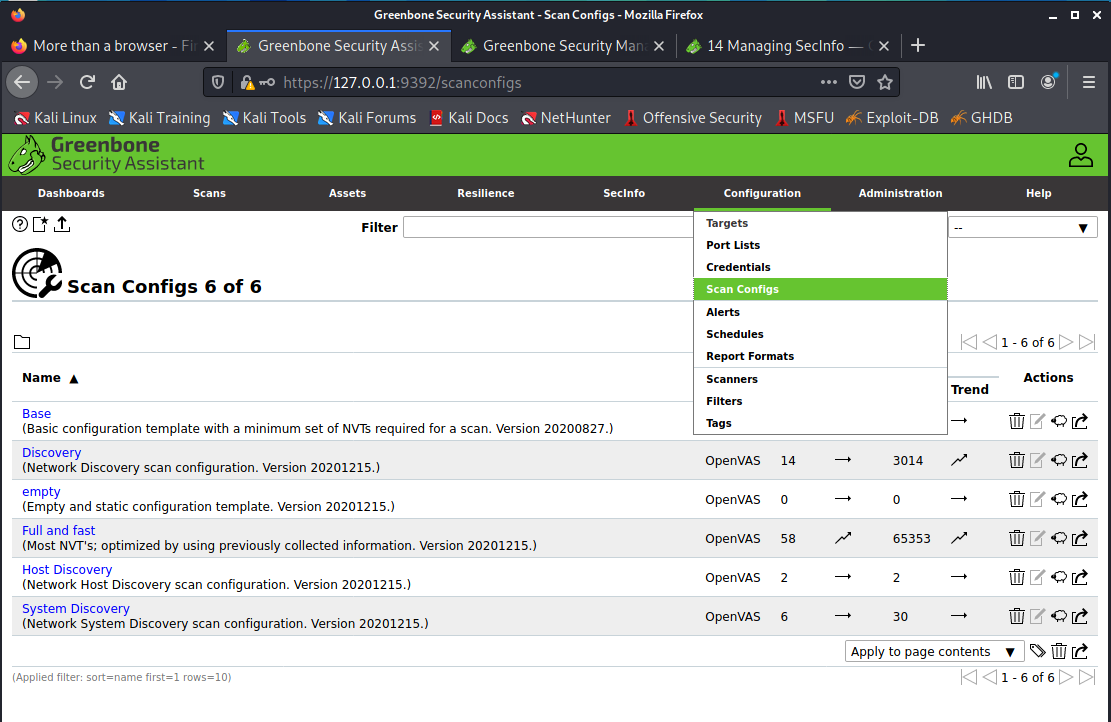 Greenbone Security Assistant - Scan Configs - Mozilla Firefox
More than a browser - Fi
Greenbone Security Assis
Greenbone Security Mana
14 Managing SecInfo —
https://127.0.0.1:9392/scanconfigs
Kali Linux Kali Training Kali Tools Kali Forums Kali Docs NetHunter Offensive Security MSFU Exploit-DB GHDB
Greenbone
Security Assistant
Dashboards Scans Assets Resilience SecInfo Configuration Administration Help
Filter
--
Targets
Port Lists
Credentials
Scan Configs
Alerts
Schedules
Report Formats
Scanners
Filters
Tags
Scan Configs 6 of 6
1 - 6 of 6
Name ▲ Trend Actions
Base
(Basic configuration template with a minimum set of NVTs required for a scan. Version 20200827.)
Discovery
(Network Discovery scan configuration. Version 20201215.) OpenVAS 14 3014
empty
(Empty and static configuration template. Version 20201215.) OpenVAS 0 0
Full and fast
(Most NVT's; optimized by using previously collected information. Version 20201215.) OpenVAS 58 65353
Host Discovery
(Network Host Discovery scan configuration. Version 20201215.) OpenVAS 2 2
System Discovery
(Network System Discovery scan configuration. Version 20201215.) OpenVAS 6 30
Apply to page contents ▼
(Applied filter: sort=name first=1 rows=10) 1 - 6 of 6